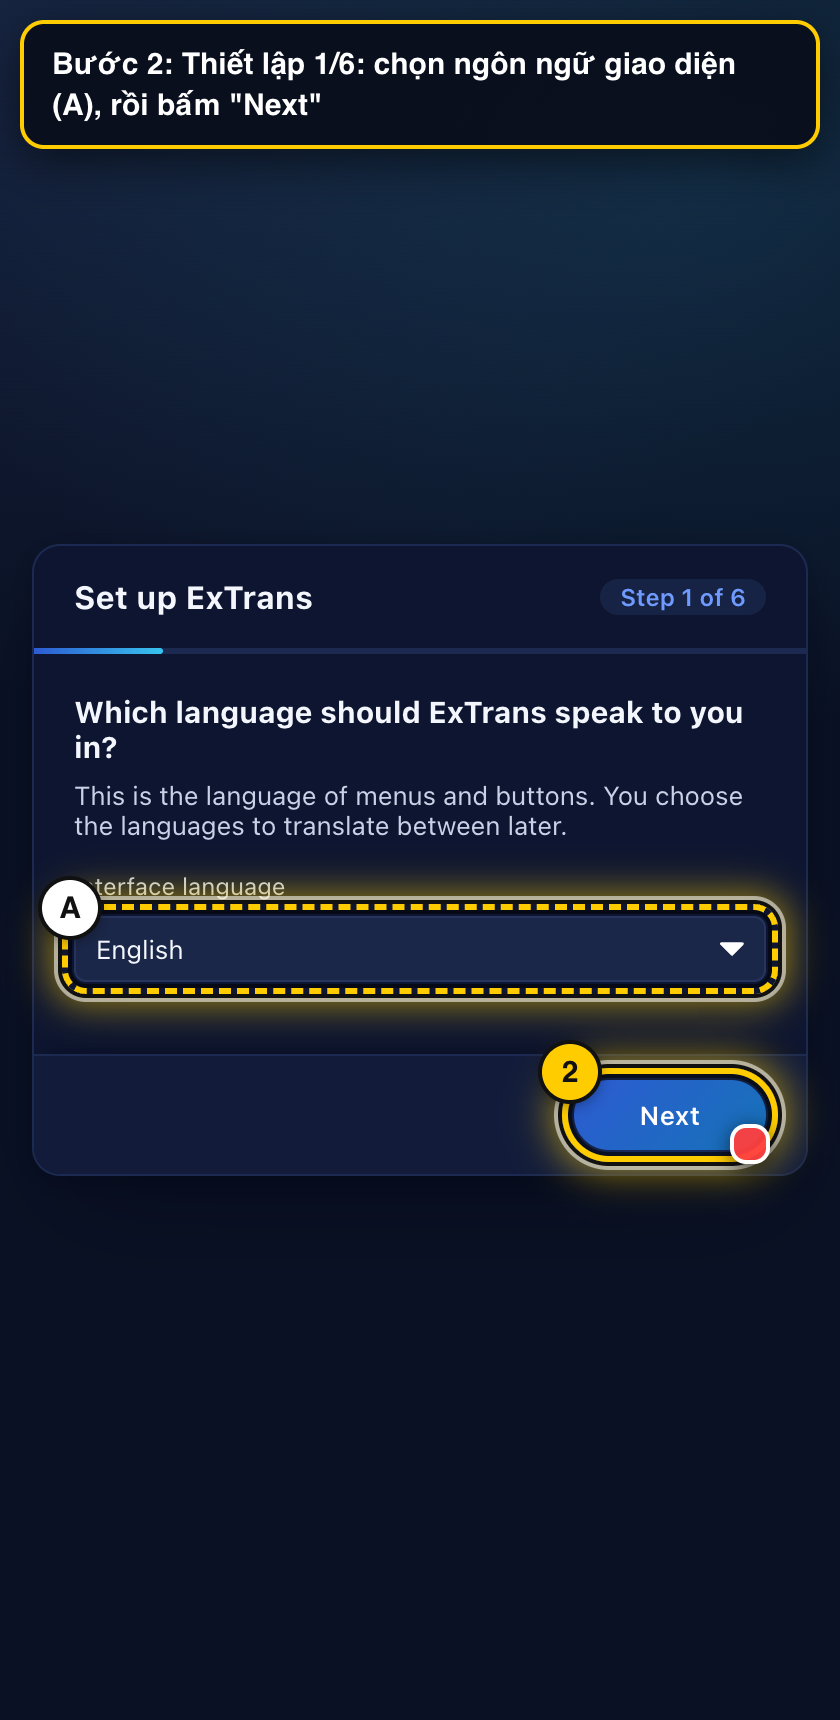 Bước 2: Thiết lập 1/6: chọn ngôn ngữ giao diện
(A), rồi bấm "Next"
Set up ExTrans
Step 1 of 6
Which language should ExTrans speak to you
in?
This is the language of menus and buttons. You choose
the languages to translate between later.
terface language
A
English
2
Next